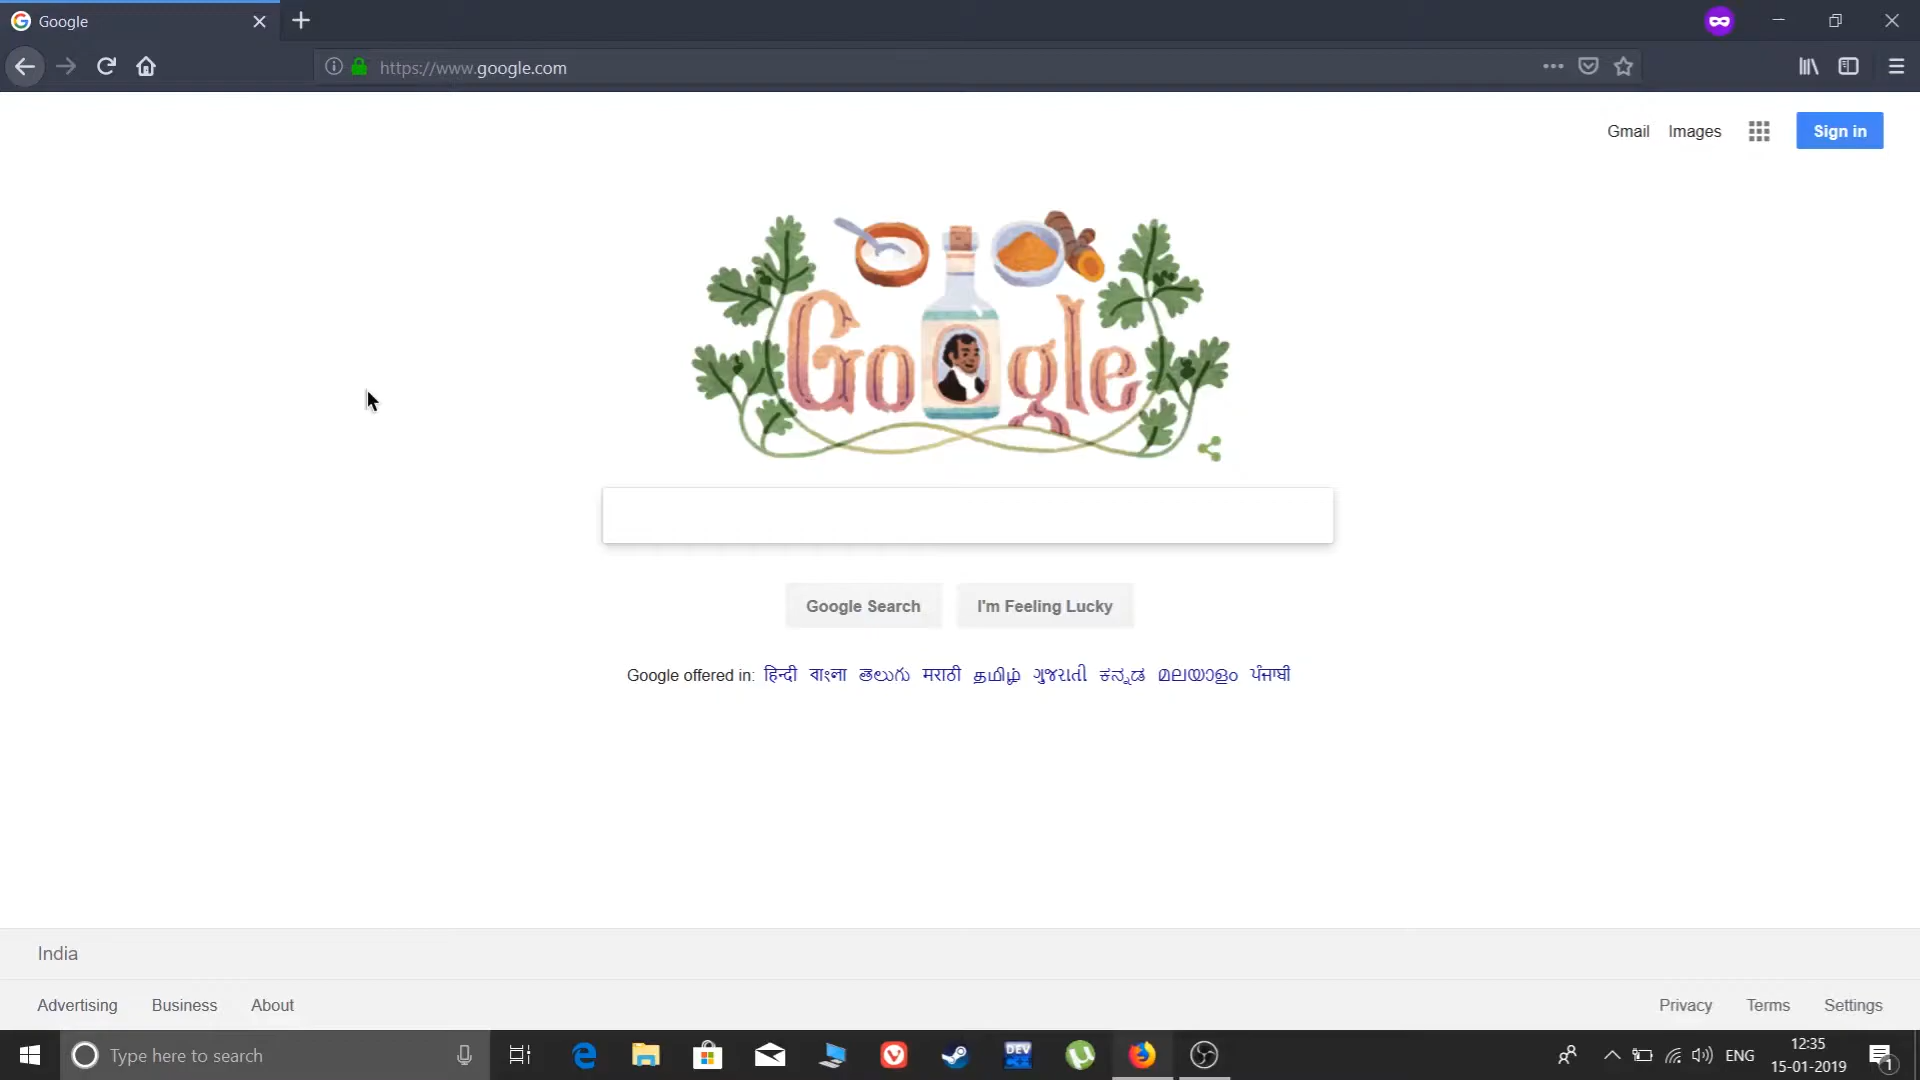 Google
https://www.google.com
Gmail Images Sign in
Google
Google Search I'm Feeling Lucky
Google offered in: हिन्दी বাংলা తెలుగు मराठी தமிழ் ગુજરાતી ಕನ್ನಡ മലയാളം ਪੰਜਾਬੀ
India
Advertising Business About Privacy Terms Settings
Type here to search DEV ENG 12:35
15-01-2019 1